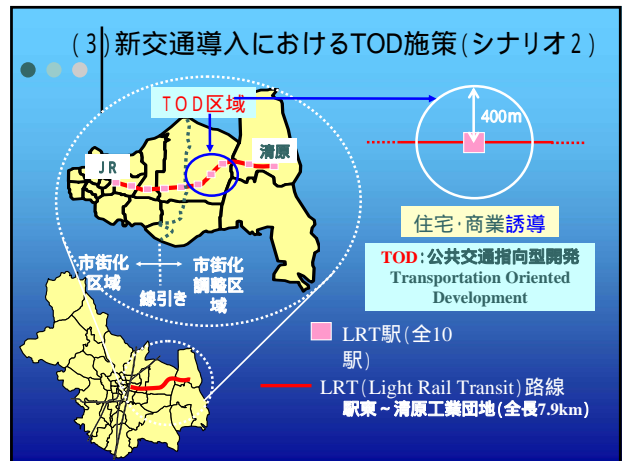 (3)新交通導入におけるTOD施策(シナリオ2)
TOD区域
400m
JR
清原
住宅・商業誘導
市街化
区域
線引き
市街化
調整区
域
TOD:公共交通指向型開発
Transportation Oriented
Development
LRT駅(全10
駅)
LRT(Light Rail Transit)路線
駅東~清原工業団地(全長7.9km)